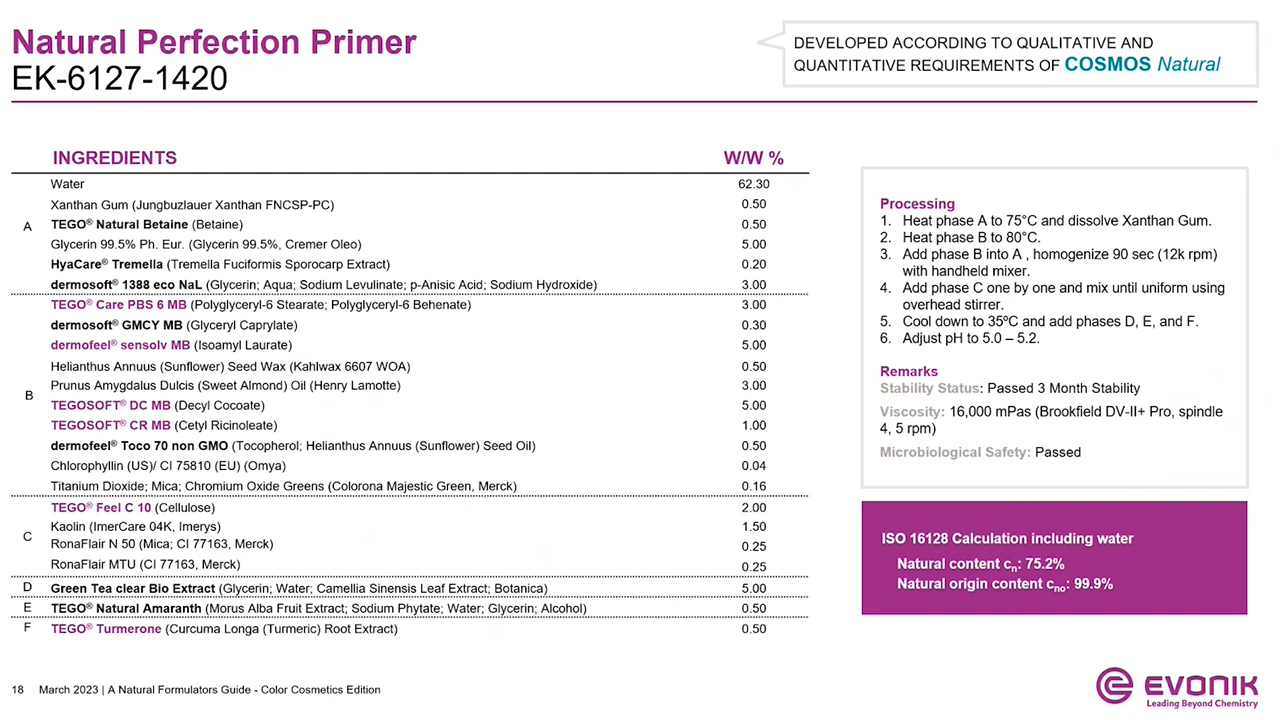 Natural Perfection Primer
EK-6127-1420
DEVELOPED ACCORDING TO QUALITATIVE AND
QUANTITATIVE REQUIREMENTS OF COSMOS Natural
INGREDIENTS W/W %
A
Water 62.30
Xanthan Gum (Jungbuzlauer Xanthan FNCSP-PC) 0.50
TEGO® Natural Betaine (Betaine) 0.50
Glycerin 99.5% Ph. Eur. (Glycerin 99.5%, Cremer Oleo) 5.00
HyaCare® Tremella (Tremella Fuciformis Sporocarp Extract) 0.20
dermosoft® 1388 eco NaL (Glycerin; Aqua; Sodium Levulinate; p-Anisic Acid; Sodium Hydroxide) 3.00
B
TEGO® Care PBS 6 MB (Polyglyceryl-6 Stearate; Polyglyceryl-6 Behenate) 3.00
dermosoft® GMCY MB (Glyceryl Caprylate) 0.30
dermofeel® sensolv MB (Isoamyl Laurate) 5.00
Helianthus Annuus (Sunflower) Seed Wax (Kahlwax 6607 WOA) 0.50
Prunus Amygdalus Dulcis (Sweet Almond) Oil (Henry Lamotte) 3.00
TEGOSOFT® DC MB (Decyl Cocoate) 5.00
TEGOSOFT® CR MB (Cetyl Ricinoleate) 1.00
dermofeel® Toco 70 non GMO (Tocopherol; Helianthus Annuus (Sunflower) Seed Oil) 0.50
Chlorophyllin (US)/ CI 75810 (EU) (Omya) 0.04
Titanium Dioxide; Mica; Chromium Oxide Greens (Colorona Majestic Green, Merck) 0.16
C
TEGO® Feel C 10 (Cellulose) 2.00
Kaolin (ImerCare 04K, Imerys) 1.50
RonaFlair N 50 (Mica; CI 77163, Merck) 0.25
RonaFlair MTU (CI 77163, Merck) 0.25
D Green Tea clear Bio Extract (Glycerin; Water; Camellia Sinensis Leaf Extract; Botanica) 5.00
E TEGO® Natural Amaranth (Morus Alba Fruit Extract; Sodium Phytate; Water; Glycerin; Alcohol) 0.50
F TEGO® Turmerone (Curcuma Longa (Turmeric) Root Extract) 0.50
Processing
1. Heat phase A to 75°C and dissolve Xanthan Gum.
2. Heat phase B to 80°C.
3. Add phase B into A , homogenize 90 sec (12k rpm)
with handheld mixer.
4. Add phase C one by one and mix until uniform using
overhead stirrer.
5. Cool down to 35ºC and add phases D, E, and F.
6. Adjust pH to 5.0 – 5.2.
Remarks
Stability Status: Passed 3 Month Stability
Viscosity: 16,000 mPas (Brookfield DV-II+ Pro, spindle
4, 5 rpm)
Microbiological Safety: Passed
ISO 16128 Calculation including water
Natural content cn: 75.2%
Natural origin content cno: 99.9%
18 March 2023 | A Natural Formulators Guide - Color Cosmetics Edition
EVONIK
Leading Beyond Chemistry